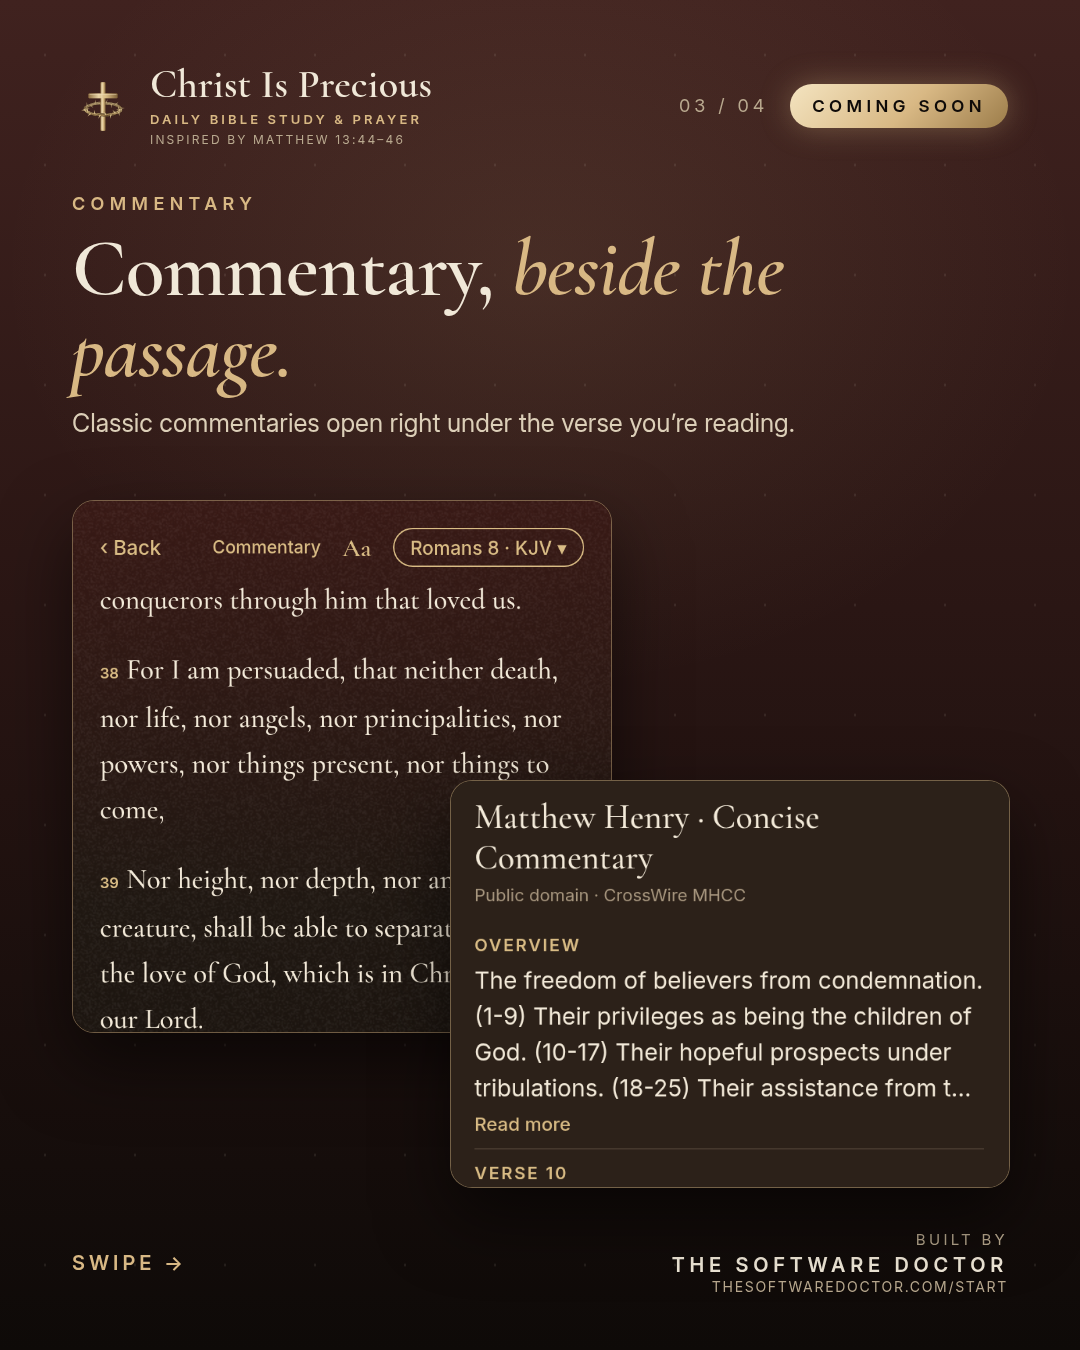 Christ Is Precious
DAILY BIBLE STUDY & PRAYER
INSPIRED BY MATTHEW 13:44–46
03 / 04
COMING SOON
COMMENTARY
Commentary, beside the
passage.
Classic commentaries open right under the verse you’re reading.
‹ Back
Commentary
Aa
Romans 8 · KJV ▾
conquerors through him that loved us.
38 For I am persuaded, that neither death,
nor life, nor angels, nor principalities, nor
powers, nor things present, nor things to
come,
39 Nor height, nor depth, nor an
creature, shall be able to separat
the love of God, which is in Chr
our Lord.
Matthew Henry · Concise
Commentary
Public domain · CrossWire MHCC
OVERVIEW
The freedom of believers from condemnation.
(1-9) Their privileges as being the children of
God. (10-17) Their hopeful prospects under
tribulations. (18-25) Their assistance from t...
Read more
VERSE 10
SWIPE →
BUILT BY
THE SOFTWARE DOCTOR
THESOFTWAREDOCTOR.COM/START